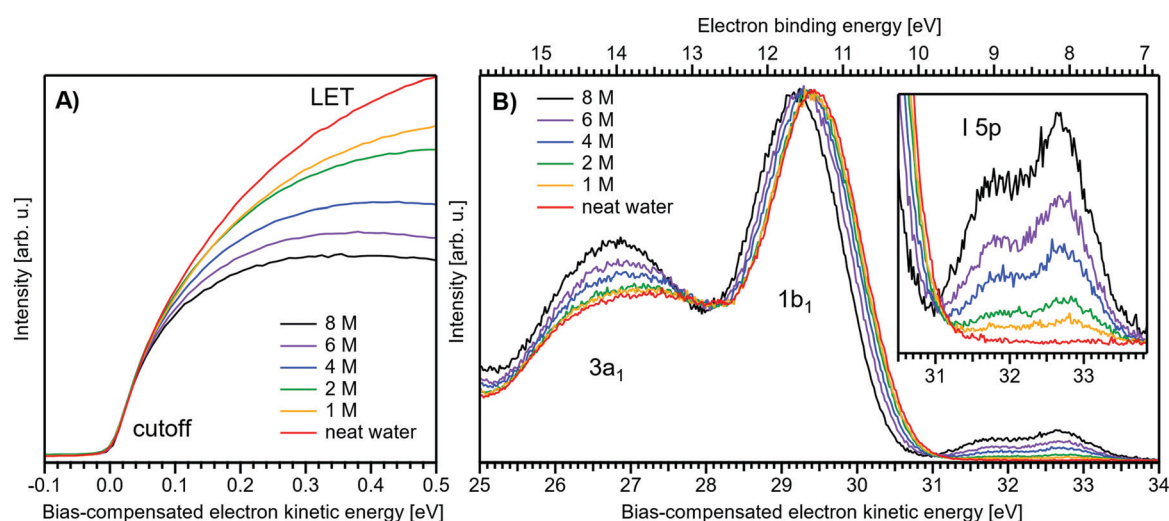 A)
LET
Intensity [arb. u.]
8 M
6 M
4 M
2 M
1 M
neat water
cutoff
-0.1 0.0 0.1 0.2 0.3 0.4 0.5
Bias-compensated electron kinetic energy [eV]
Electron binding energy [eV]
15 14 13 12 11 10 9 8 7
B)
8 M
6 M
4 M
2 M
1 M
neat water
I 5p
31 32 33
Intensity [arb. u.]
1b1
3a1
25 26 27 28 29 30 31 32 33 34
Bias-compensated electron kinetic energy [eV]